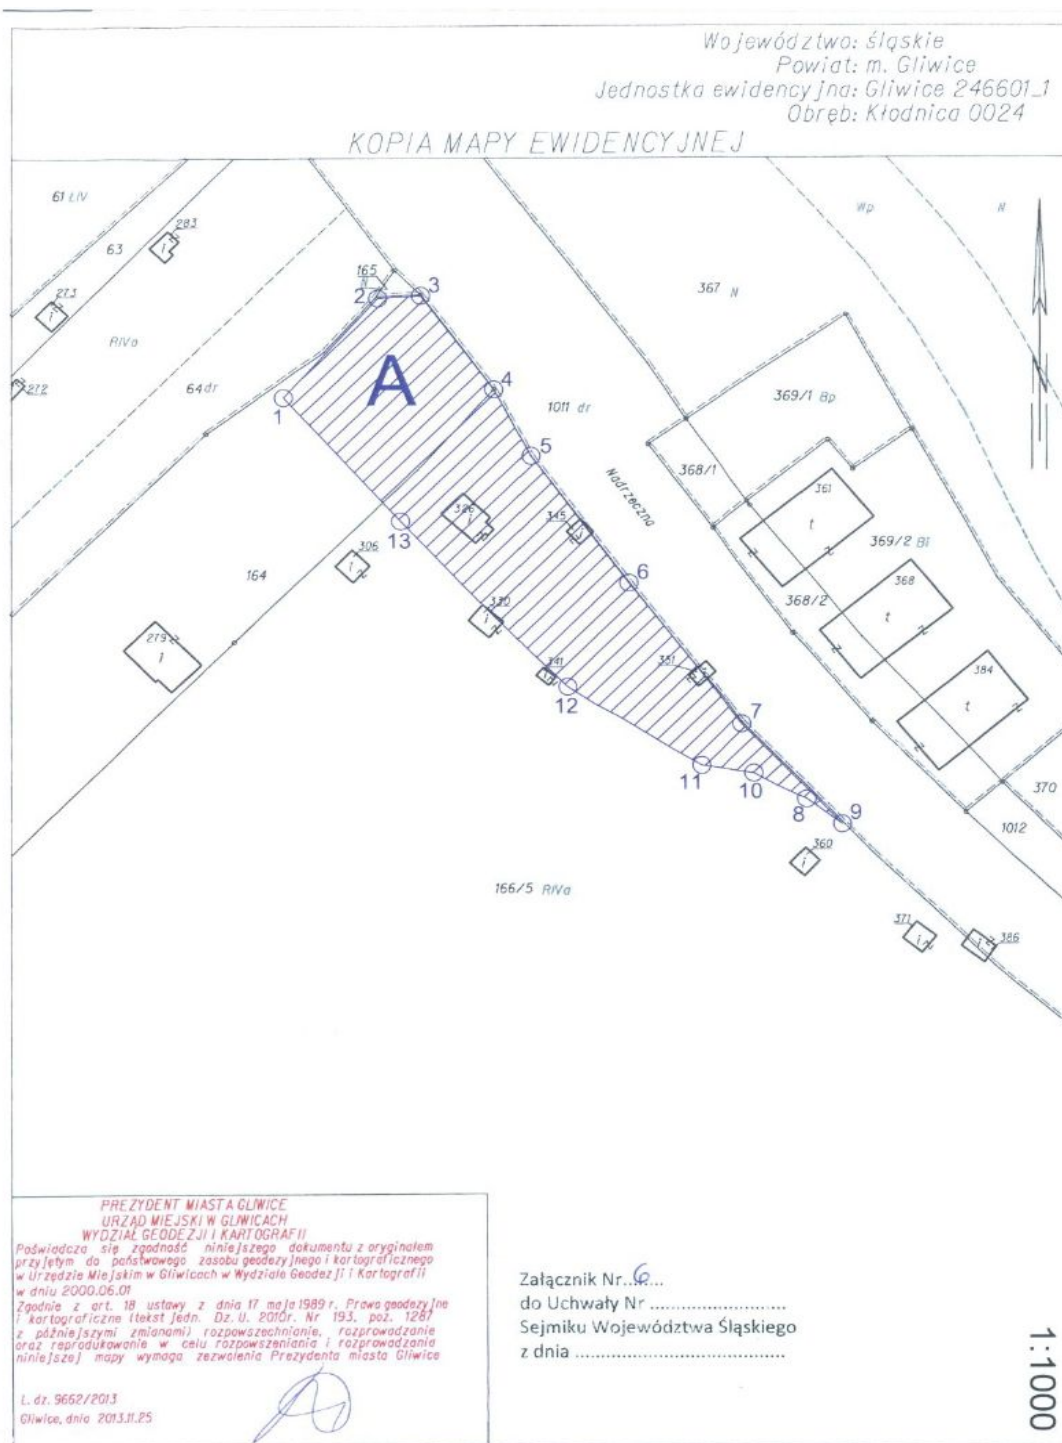 Województwo: śląskie
Powiat: m. Gliwice
Jednostka ewidencyjna: Gliwice 246601_1
Obręb: Kłodnica 0024
KOPIA MAPY EWIDENCYJNEJ
61 ŁIV
283
63
273
RIVa
272
64dr
165
N
2
3
A
1
4
5
1011 dr
Nadrzeczna
367 N
Wp
N
N
369/1 Bp
368/1
361
t
369/2 Bi
368
t
368/2
384
t
370
1012
326
i
345
i
13
306
i
164
279
i
330
i
6
341
12
351
i
7
11
10
8
9
360
i
166/5 RIVa
371
i
386
i
PREZYDENT MIASTA GLIWICE
URZĄD MIEJSKI W GLIWICACH
WYDZIAŁ GEODEZJI I KARTOGRAFII
Poświadcza się zgodność niniejszego dokumentu z oryginałem
przyjętym do państwowego zasobu geodezyjnego i kartograficznego
w Urzędzie Miejskim w Gliwicach w Wydziale Geodezji i Kartografii
w dniu 2000.06.01
Zgodnie z art. 18 ustawy z dnia 17 maja 1989 r. Prawo geodezyjne
i kartograficzne (tekst jedn. Dz. U. 2010r. Nr 193, poz. 1287
z późniejszymi zmianami) rozpowszechnianie, rozprowadzanie
oraz reprodukowanie w celu rozpowszeniania i rozprowadzania
niniejszej mapy wymaga zezwolenia Prezydenta miasta Gliwice
L. dz. 9662/2013
Gliwice, dnia 2013.11.25
Załącznik Nr...6...
do Uchwały Nr ..........................
Sejmiku Województwa Śląskiego
z dnia ........................................
1:1000